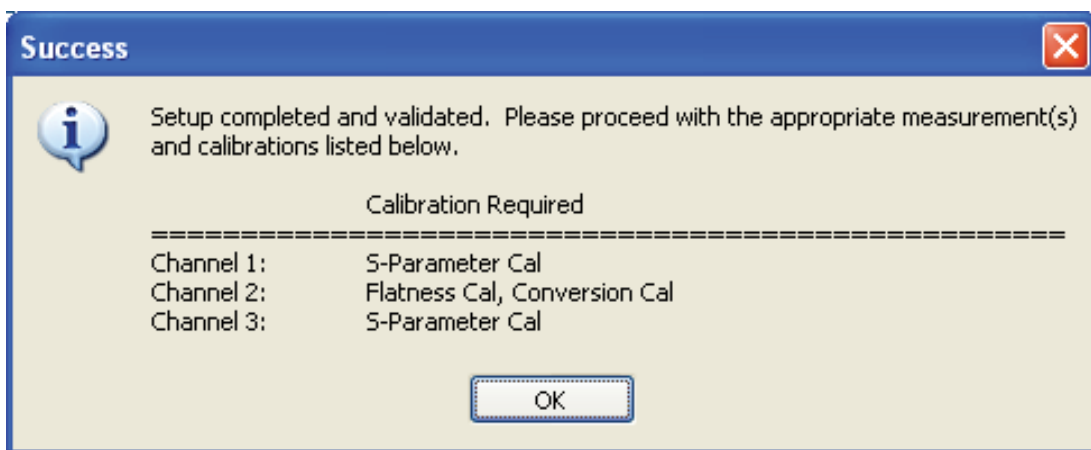 Success
Setup completed and validated. Please proceed with the appropriate measurement(s)
and calibrations listed below.
Calibration Required
===================================================
Channel 1: S-Parameter Cal
Channel 2: Flatness Cal, Conversion Cal
Channel 3: S-Parameter Cal
OK